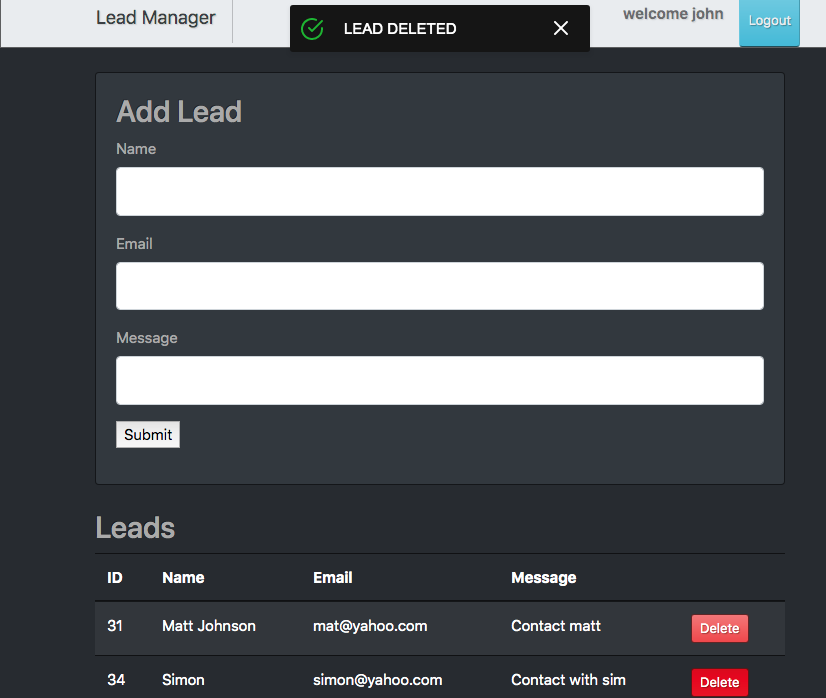 Lead Manager
LEAD DELETED
welcome john
Logout
Add Lead
Name
Email
Message
Submit
Leads
ID Name Email Message
31 Matt Johnson mat@yahoo.com Contact matt Delete
34 Simon simon@yahoo.com Contact with sim Delete